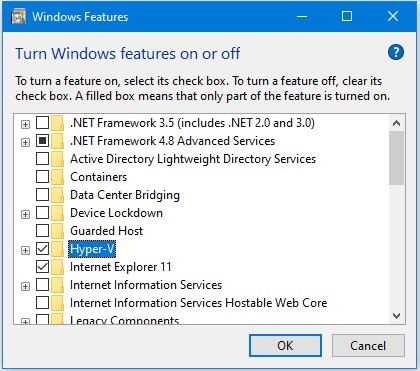 Windows Features
Turn Windows features on or off
To turn a feature on, select its check box. To turn a feature off, clear its
check box. A filled box means that only part of the feature is turned on.
.NET Framework 3.5 (includes .NET 2.0 and 3.0)
.NET Framework 4.8 Advanced Services
Active Directory Lightweight Directory Services
Containers
Data Center Bridging
Device Lockdown
Guarded Host
Hyper-V
Internet Explorer 11
Internet Information Services
Internet Information Services Hostable Web Core
Legacy Components
OK
Cancel